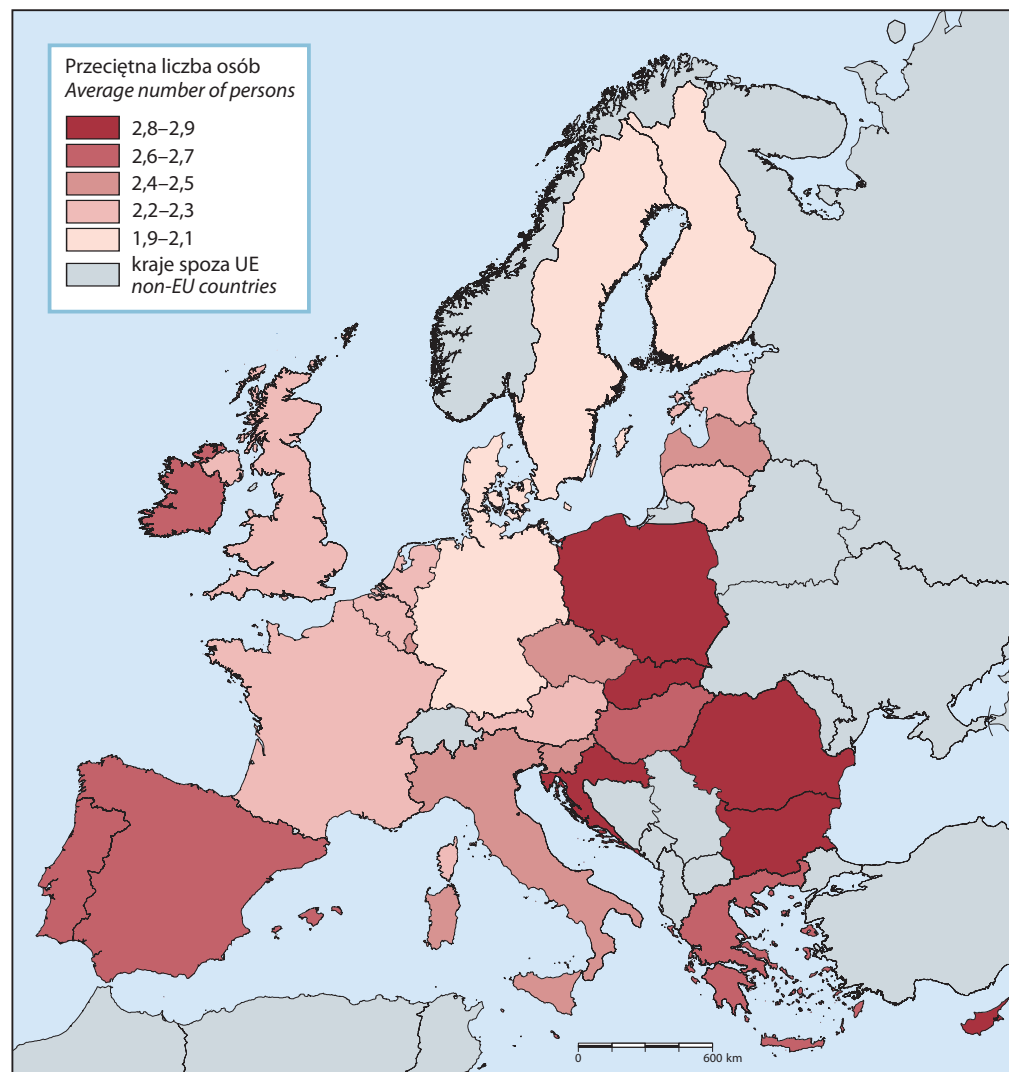 Przeciętna liczba osób
Average number of persons
2,8–2,9
2,6–2,7
2,4–2,5
2,2–2,3
1,9–2,1
kraje spoza UE
non-EU countries
0 600 km